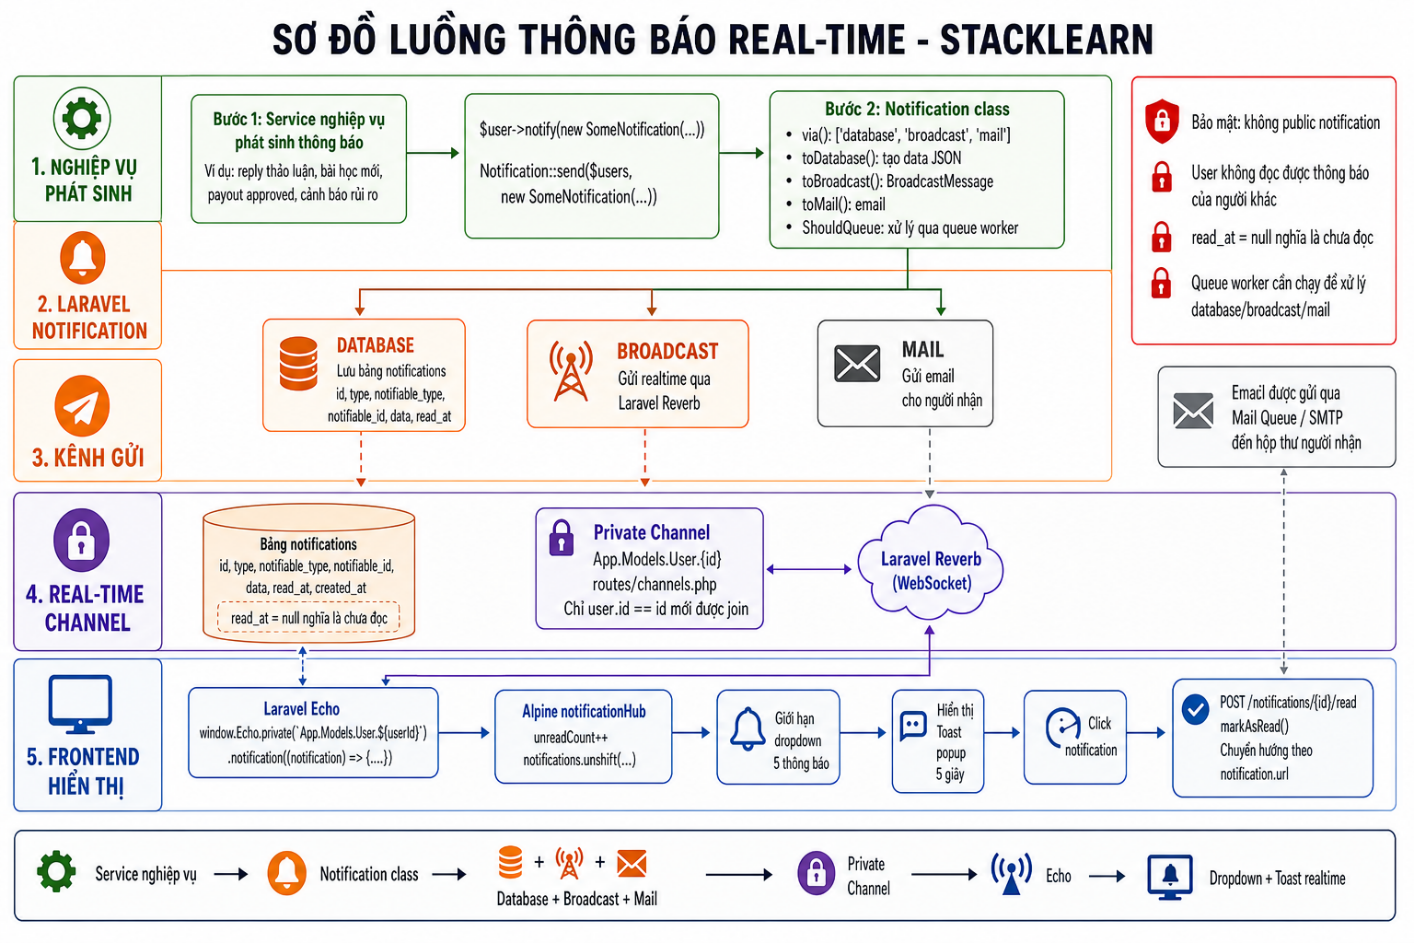 SƠ ĐỒ LUỒNG THÔNG BÁO REAL-TIME - STACKLEARN
1. NGHIỆP VỤ
PHÁT SINH
Bước 1: Service nghiệp vụ
phát sinh thông báo
Ví dụ: reply thảo luận, bài học mới,
payout approved, cảnh báo rủi ro
$user->notify(new SomeNotification(...))
Notification::send($users,
new SomeNotification(...))
Bước 2: Notification class
• via(): ['database', 'broadcast', 'mail']
• toDatabase(): tạo data JSON
• toBroadcast(): BroadcastMessage
• toMail(): email
• ShouldQueue: xử lý qua queue worker
Bảo mật: không public notification
User không đọc được thông báo
của người khác
read_at = null nghĩa là chưa đọc
Queue worker cần chạy để xử lý
database/broadcast/mail
2. LARAVEL
NOTIFICATION
3. KÊNH GỬI
DATABASE
Lưu bảng notifications
id, type, notifiable_type,
notifiable_id, data, read_at
BROADCAST
Gửi realtime qua
Laravel Reverb
MAIL
Gửi email
cho người nhận
Emacl được gửi qua
Mail Queue / SMTP
đến hộp thư người nhận
4. REAL-TIME
CHANNEL
Bảng notifications
id, type, notifiable_type, notifiable_id,
data, read_at, created_at
read_at = null nghĩa là chưa đọc
Private Channel
App.Models.User.{id}
routes/channels.php
Chỉ user.id == id mới được join
Laravel Reverb
(WebSocket)
5. FRONTEND
HIỂN THỊ
Laravel Echo
window.Echo.private(`App.Models.User.${userId}`)
.notification((notification) => {....})
Alpine notificationHub
unreadCount++
notifications.unshift(...)
Giới hạn
dropdown
5 thông báo
Hiển thị
Toast
popup
5 giây
Click
notification
POST /notifications/{id}/read
markAsRead()
Chuyển hướng theo
notification.url
Service nghiệp vụ
Notification class
+ +
Database + Broadcast + Mail
Private
Channel
Echo
Dropdown + Toast realtime